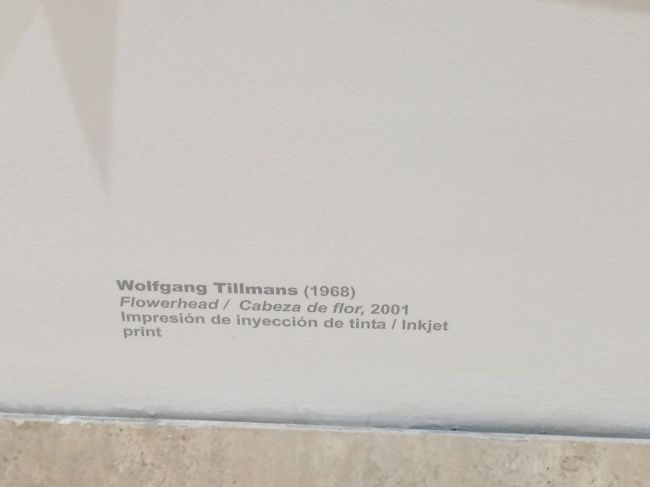 Wolfgang Tillmans (1968)
Flowerhead / Cabeza de flor, 2001
Impresión de inyección de tinta / Inkjet
print